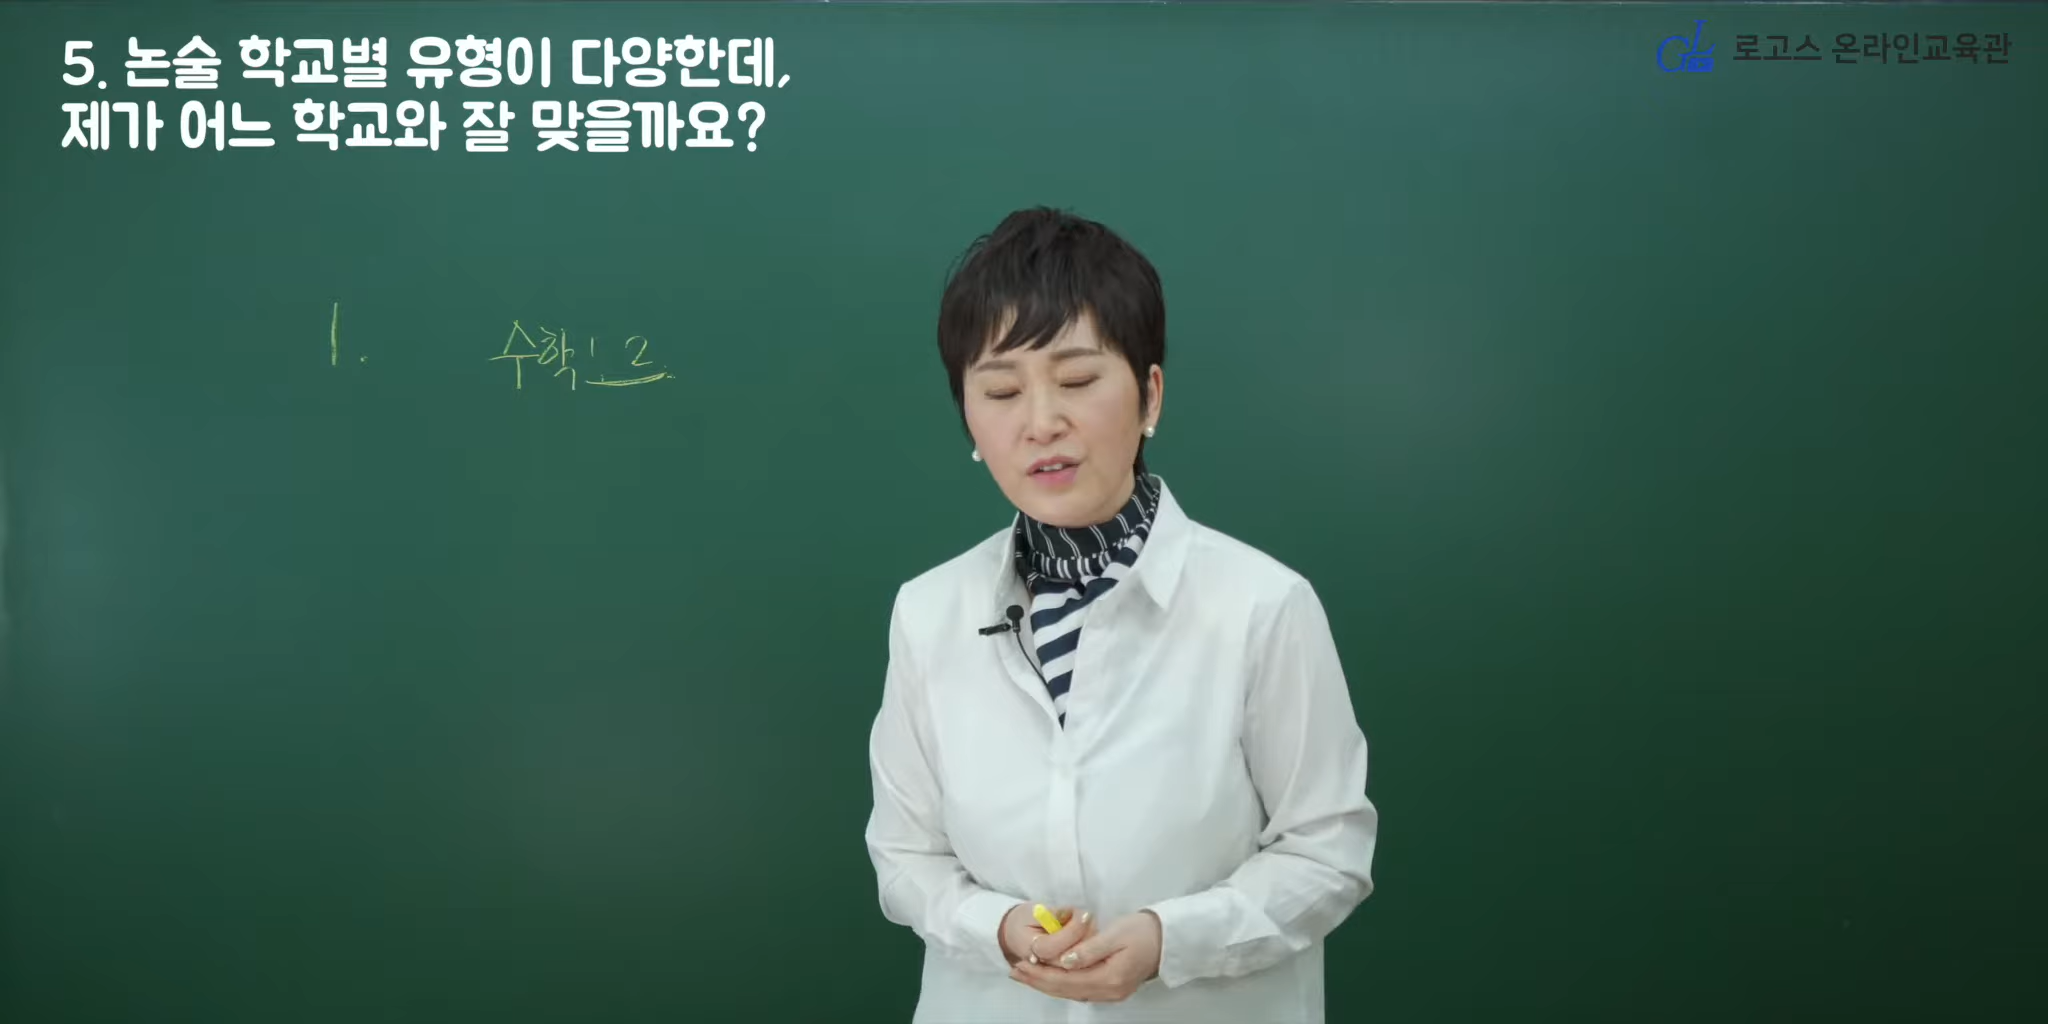 5. 논술 학교별 유형이 다양한데,
제가 어느 학교와 잘 맞을까요?
로고스 온라인교육관
1. 수학 1, 2